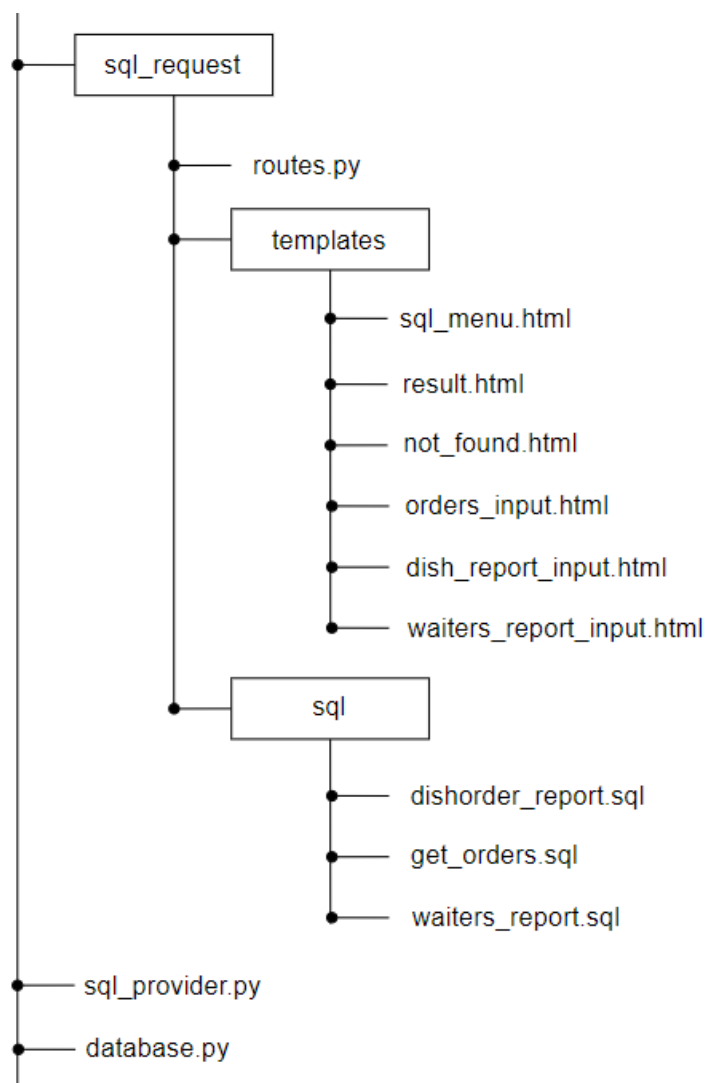 sql_request
routes.py
templates
sql_menu.html
result.html
not_found.html
orders_input.html
dish_report_input.html
waiters_report_input.html
sql
dishorder_report.sql
get_orders.sql
waiters_report.sql
sql_provider.py
database.py